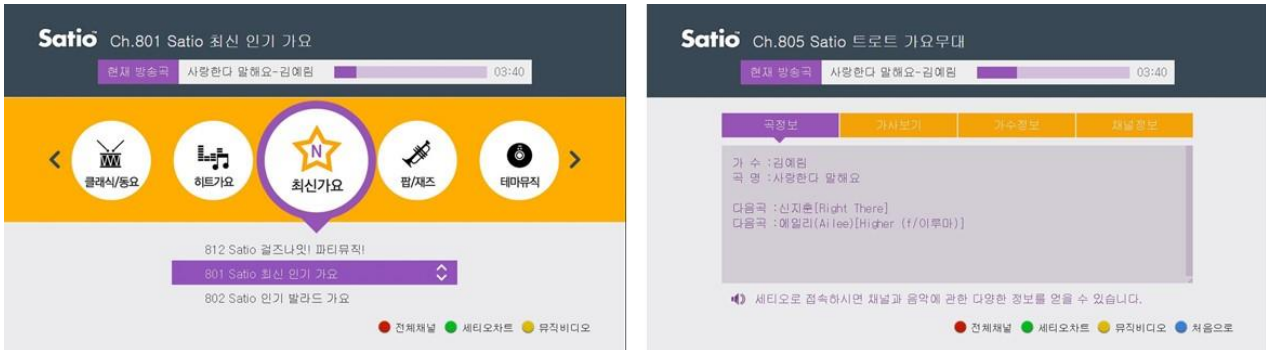 Satio Ch.801 Satio 최신 인기 가요
현재 방송곡 사랑한다 말해요-김예림 03:40
클래식/동요 히트가요 N 최신가요 팝/재즈 테마뮤직
812 Satio 걸즈나잇! 파티뮤직!
801 Satio 최신 인기 가요
802 Satio 인기 발라드 가요
전체채널 세티오차트 뮤직비디오
Satio Ch.805 Satio 트로트 가요무대
현재 방송곡 사랑한다 말해요-김예림 03:40
곡정보 가사보기 가수정보 채널정보
가 수 :김예림
곡 명 :사랑한다 말해요
다음곡 :신지훈[Right There]
다음곡 :에일리(Ailee)[Higher (f/이루마)]
세티오로 접속하시면 채널과 음악에 관한 다양한 정보를 얻을 수 있습니다.
전체채널 세티오차트 뮤직비디오 처음으로